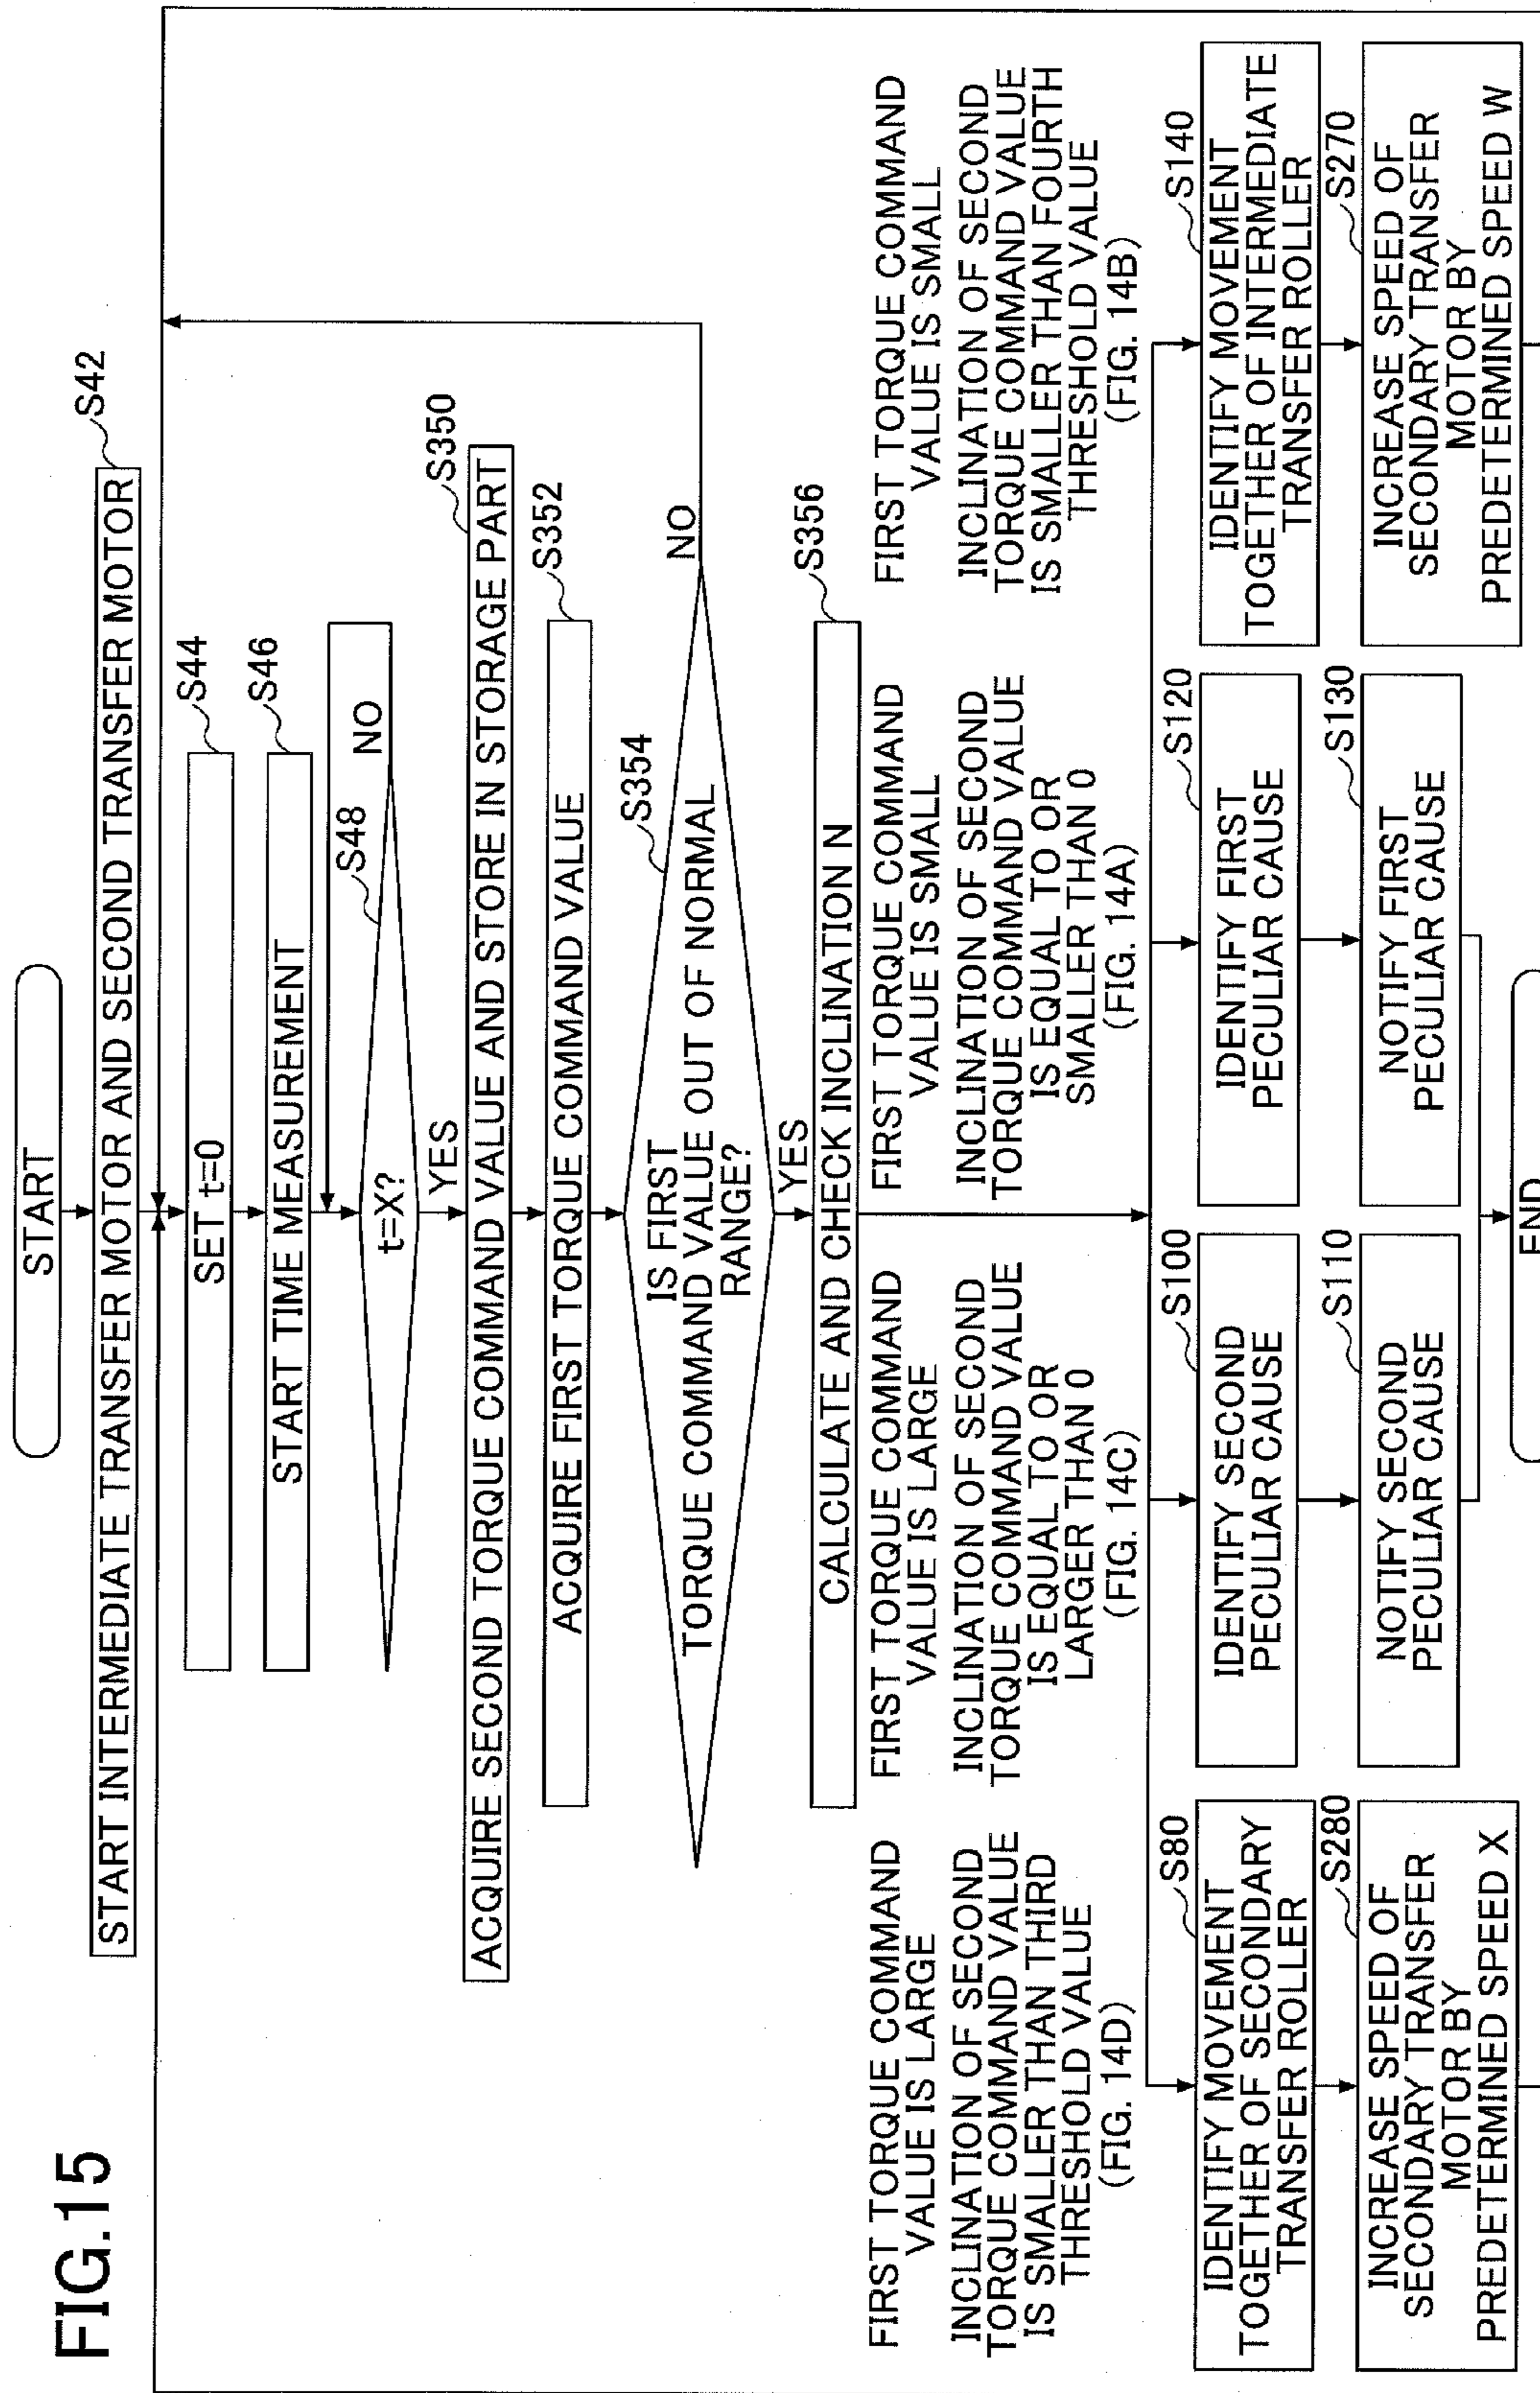 FIG.15
START
START INTERMEDIATE TRANSFER MOTOR AND SECOND TRANSFER MOTOR
S42
SET t=0
S44
START TIME MEASUREMENT
S46
t=X?
S48
NO
YES
ACQUIRE SECOND TORQUE COMMAND VALUE AND STORE IN STORAGE PART
S350
ACQUIRE FIRST TORQUE COMMAND VALUE
S352
IS FIRST
TORQUE COMMAND VALUE OUT OF NORMAL
RANGE?
S354
NO
YES
CALCULATE AND CHECK INCLINATION N
S356
FIRST TORQUE COMMAND
VALUE IS LARGE
INCLINATION OF SECOND
TORQUE COMMAND VALUE
IS SMALLER THAN THIRD
THRESHOLD VALUE
(FIG. 14D)
FIRST TORQUE COMMAND
VALUE IS LARGE
INCLINATION OF SECOND
TORQUE COMMAND VALUE
IS EQUAL TO OR
LARGER THAN 0
(FIG. 14C)
FIRST TORQUE COMMAND
VALUE IS SMALL
INCLINATION OF SECOND
TORQUE COMMAND VALUE
IS EQUAL TO OR
SMALLER THAN 0
(FIG. 14A)
FIRST TORQUE COMMAND
VALUE IS SMALL
INCLINATION OF SECOND
TORQUE COMMAND VALUE
IS SMALLER THAN FOURTH
THRESHOLD VALUE
(FIG. 14B)
S80
IDENTIFY MOVEMENT
TOGETHER OF SECONDARY
TRANSFER ROLLER
S100
IDENTIFY SECOND
PECULIAR CAUSE
S120
IDENTIFY FIRST
PECULIAR CAUSE
S140
IDENTIFY MOVEMENT
TOGETHER OF INTERMEDIATE
TRANSFER ROLLER
S280
INCREASE SPEED OF
SECONDARY TRANSFER
MOTOR BY
PREDETERMINED SPEED X
S110
NOTIFY SECOND
PECULIAR CAUSE
S130
NOTIFY FIRST
PECULIAR CAUSE
S270
INCREASE SPEED OF
SECONDARY TRANSFER
MOTOR BY
PREDETERMINED SPEED W
END